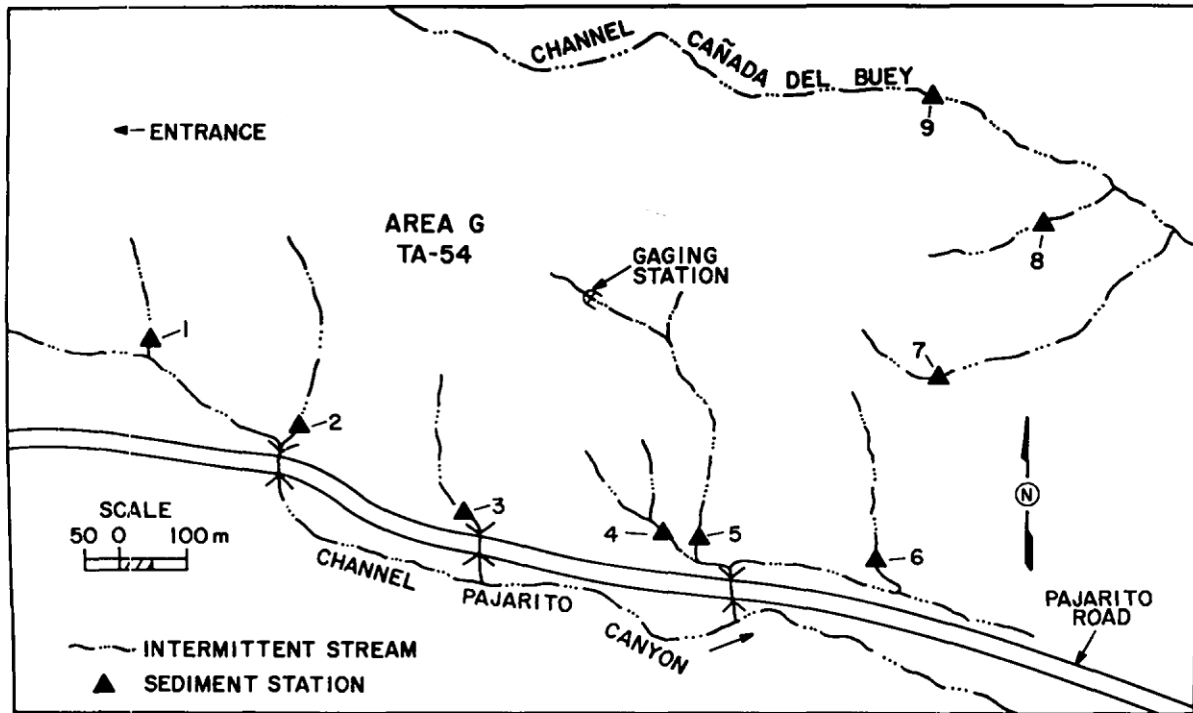 CHANNEL CAÑADA DEL BUEY
9
ENTRANCE
AREA G
TA-54
8
GAGING
STATION
1
7
2
3
4
5
6
N
SCALE
50 0 100 m
CHANNEL PAJARITO CANYON
PAJARITO
ROAD
INTERMITTENT STREAM
SEDIMENT STATION